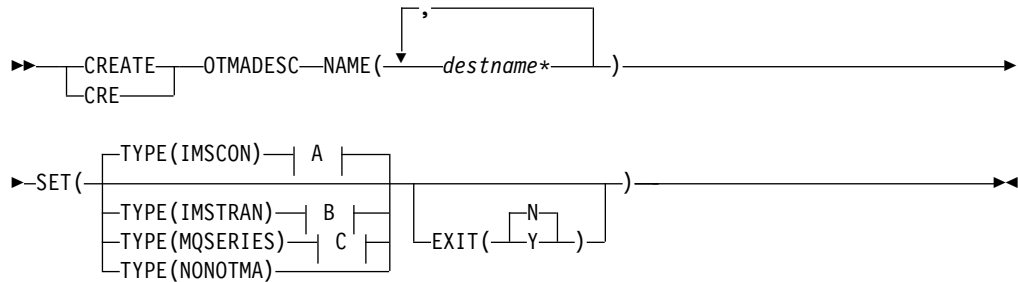 ,
CREATE OTMADESC NAME( destname* )
CRE
TYPE(IMSCON) A
SET( )
TYPE(IMSTRAN) B N
TYPE(MQSERIES) C EXIT( Y )
TYPE(NONOTMA)